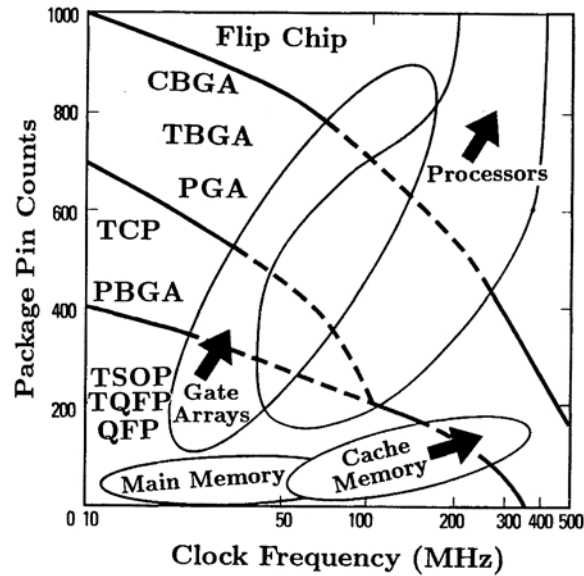 1000
Flip Chip
CBGA
800
TBGA
Processors
PGA
600
TCP
PBGA
400
TSOP
TQFP
QFP
Gate
Arrays
200
Cache
Memory
Main Memory
0 10 50 100 200 300 400 500
Package Pin Counts
Clock Frequency (MHz)